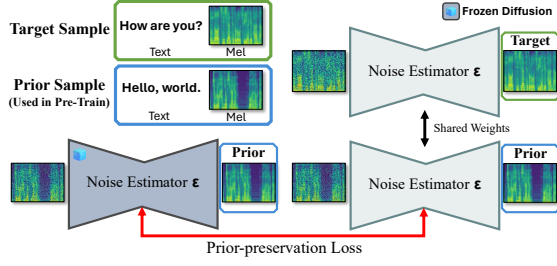 Target Sample
How are you?
Text
Mel
Prior Sample
(Used in Pre-Train)
Hello, world.
Text
Mel
Frozen Diffusion
Noise Estimator ε
Target
Shared Weights
Noise Estimator ε
Prior
Noise Estimator ε
Prior
Prior-preservation Loss